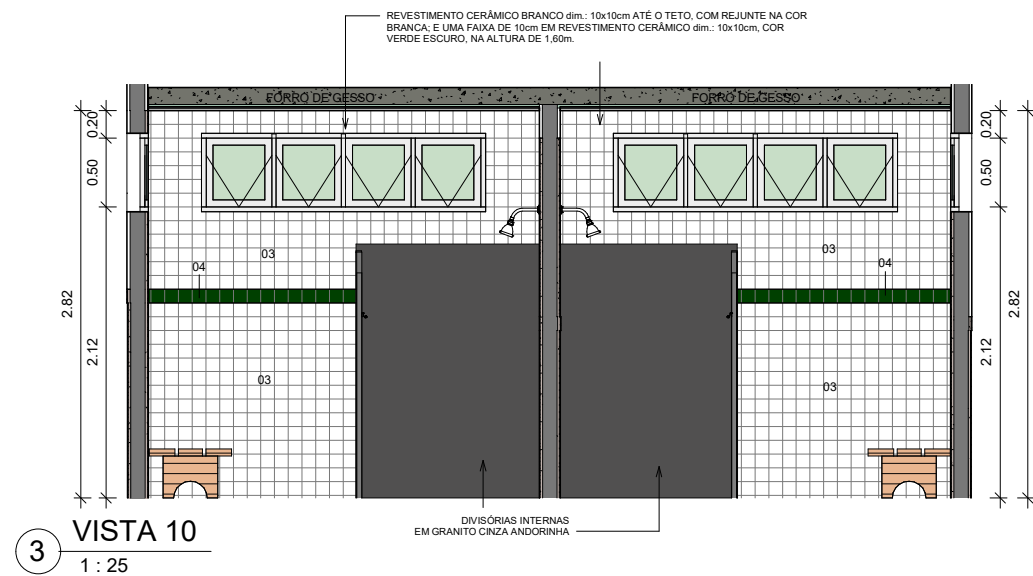 REVESTIMENTO CERÂMICO BRANCO dim.: 10x10cm ATÉ O TETO, COM REJUNTE NA COR
BRANCA; E UMA FAIXA DE 10cm EM REVESTIMENTO CERÂMICO dim.: 10x10cm, COR
VERDE ESCURO, NA ALTURA DE 1,60m.
FORRO DE GESSO
FORRO DE GESSO
0.20
0.20
0.50
0.50
03
03
04
04
2.82
2.82
2.12
2.12
03
03
DIVISÓRIAS INTERNAS
EM GRANITO CINZA ANDORINHA
3
VISTA 10
1 : 25